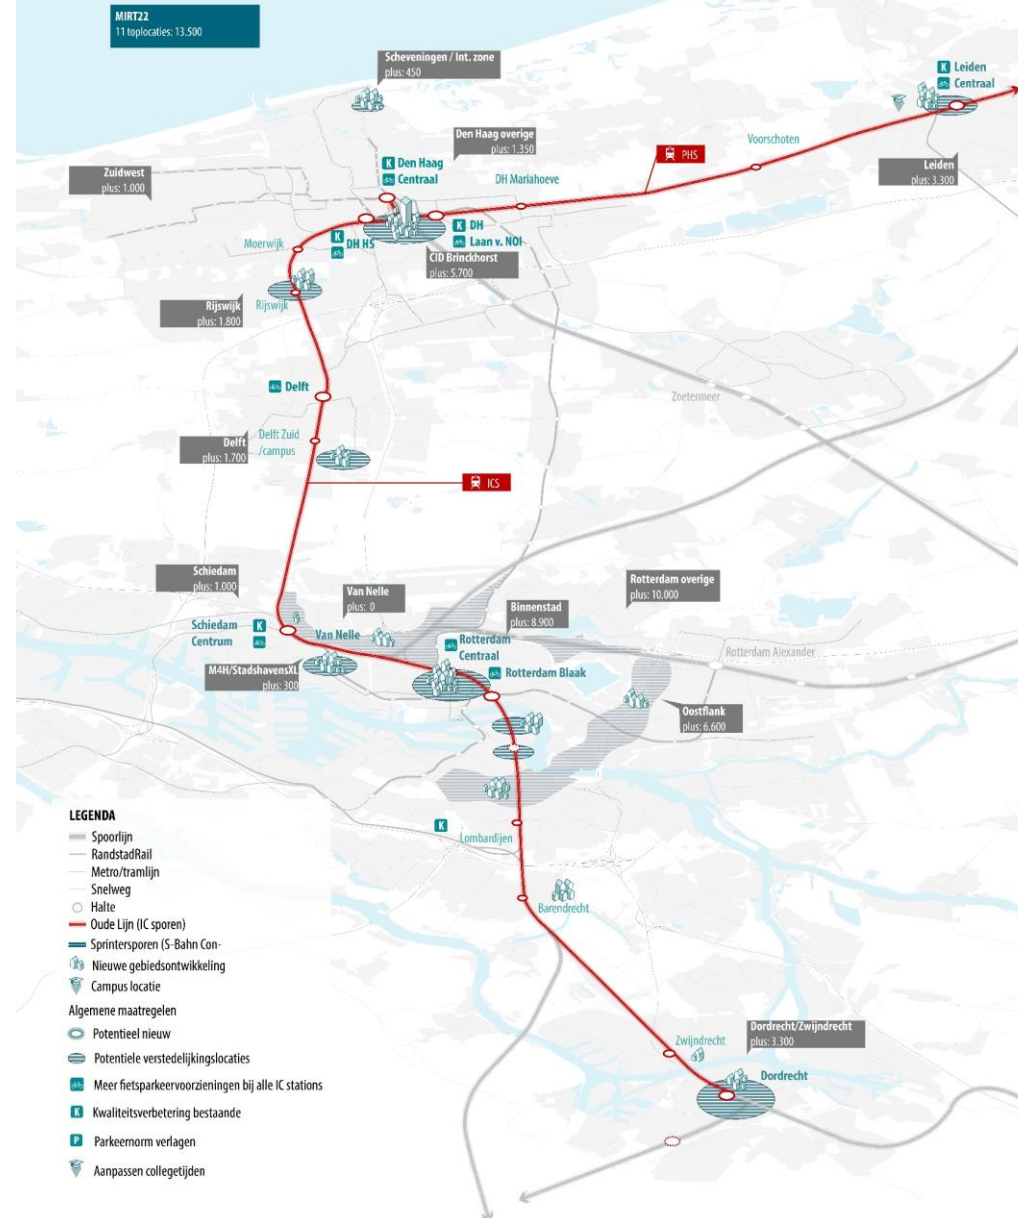 MIRT22
11 toplocaties: 13.500
Scheveningen / Int. zone
plus: 450
K Leiden
Centraal
Den Haag overige
plus: 1.350
PHS
Voorschoten
Leiden
plus: 3.300
Zuidwest
plus: 1.000
K Den Haag
Centraal
DH Mariahoeve
K DH
Laan v. NOI
K DH HS
Moerwijk
CID Brinckhorst
plus: 5.700
Rijswijk
plus: 1.800
Rijswijk
Delft
Zoetermeer
Delft
plus: 1.700
Delft Zuid
/campus
ICS
Schiedam
plus: 1.000
Van Nelle
plus: 0
Rotterdam overige
plus: 10.000
Binnenstad
plus: 8.900
Schiedam K
Centrum
Van Nelle
Rotterdam
Centraal
Rotterdam Alexander
M4H/StadshavensXL
plus: 300
Rotterdam Blaak
Oostflank
plus: 6.600
K
Lombardijen
Barendrecht
Zwijndrecht
Dordrecht/Zwijndrecht
plus: 3.300
Dordrecht
LEGENDA
Spoorlijn
RandstadRail
Metro/tramlijn
Snelweg
Halte
Oude Lijn (IC sporen)
Sprintersporen (S-Bahn Con-
Nieuwe gebiedsontwikkeling
Campus locatie
Algemene maatregelen
Potentieel nieuw
Potentiele verstedelijkingslocaties
Meer fietsparkeervoorzieningen bij alle IC stations
K Kwaliteitsverbetering bestaande
P Parkeernorm verlagen
Aanpassen collegetijden